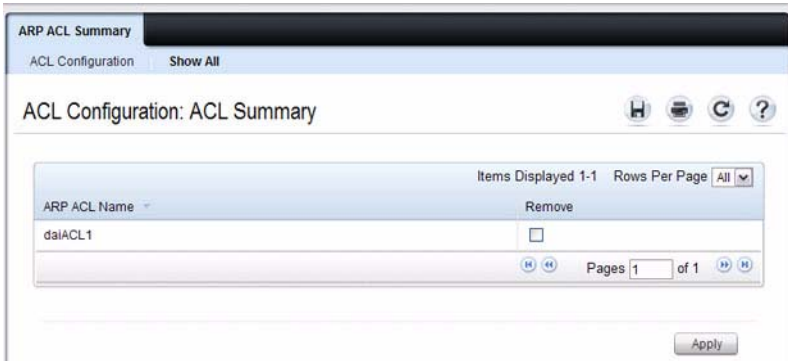 ARP ACL Summary
ACL Configuration Show All
ACL Configuration: ACL Summary
Items Displayed 1-1 Rows Per Page All
ARP ACL Name Remove
daiACL1
Pages 1 of 1
Apply